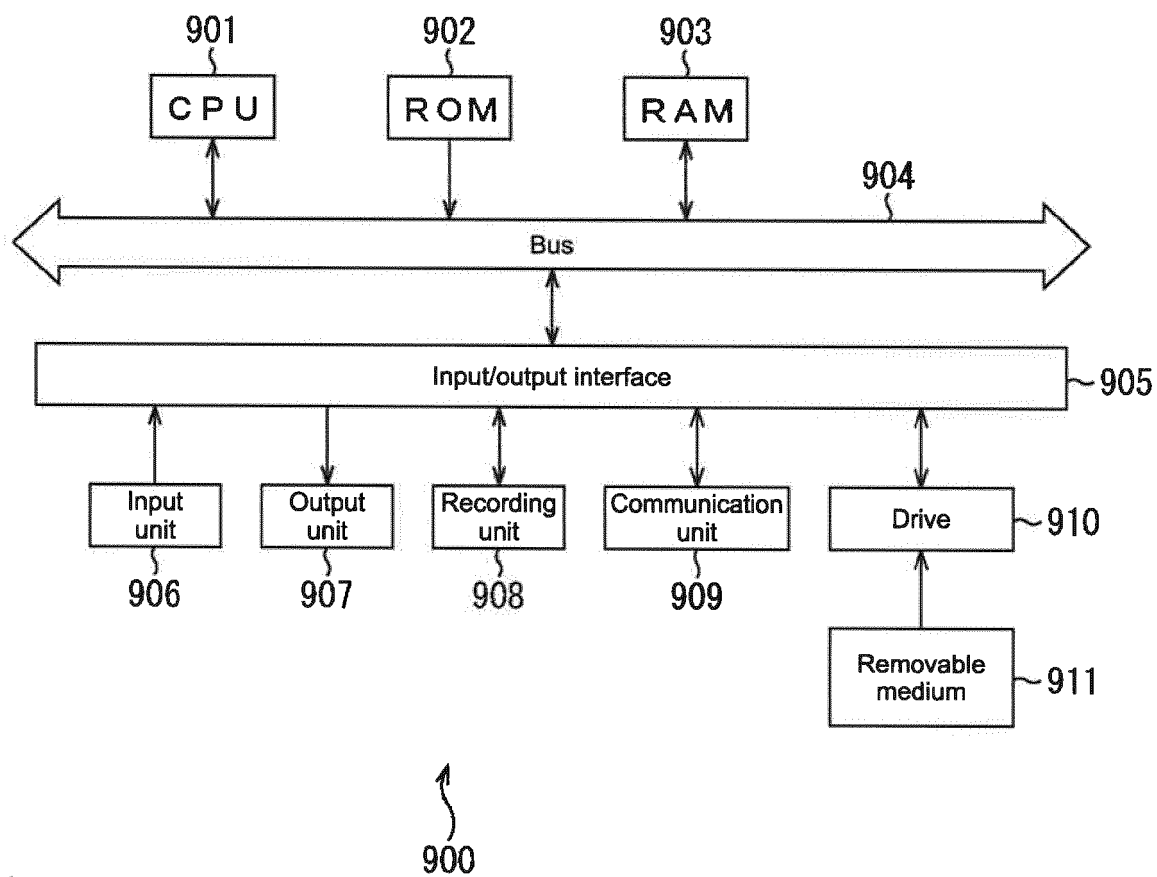 901 902 903
CPU ROM RAM
904
Bus
Input/output interface 905
Input
unit
Output
unit
Recording
unit
Communication
unit
Drive 910
906 907 908 909
Removable
medium 911
900